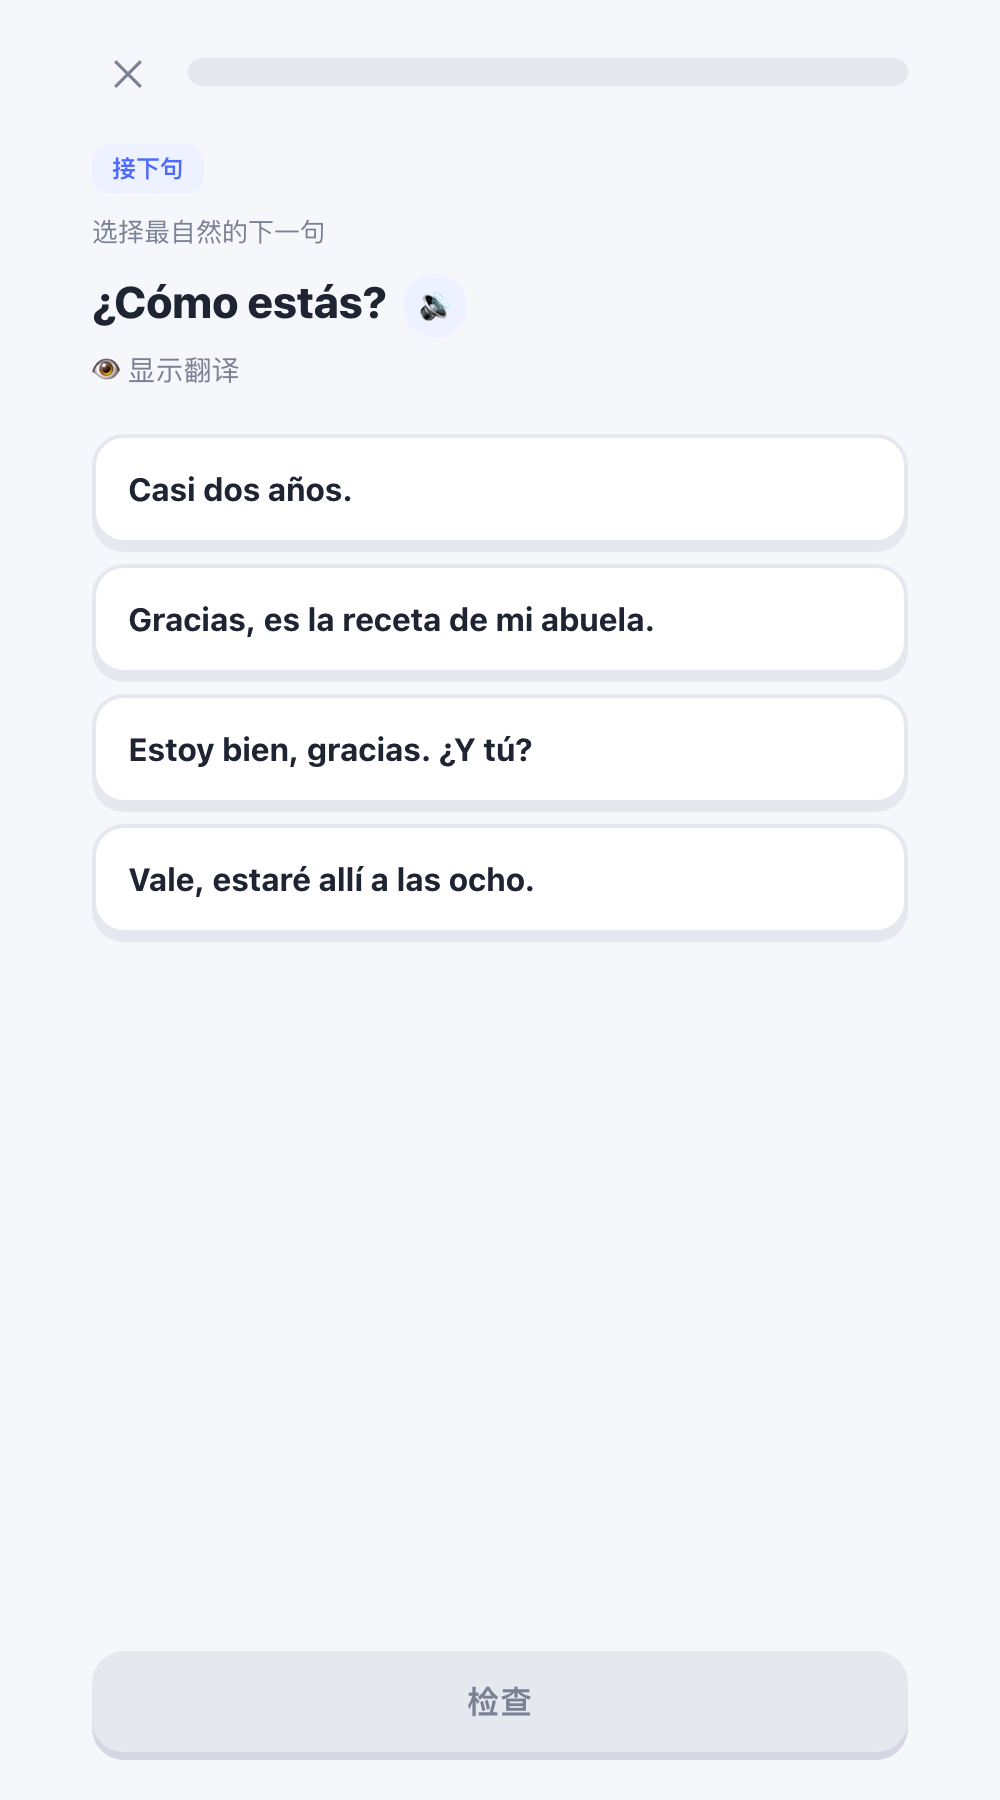 接下句
选择最自然的下一句
¿Cómo estás?
显示翻译
Casi dos años.
Gracias, es la receta de mi abuela.
Estoy bien, gracias. ¿Y tú?
Vale, estaré allí a las ocho.
检查